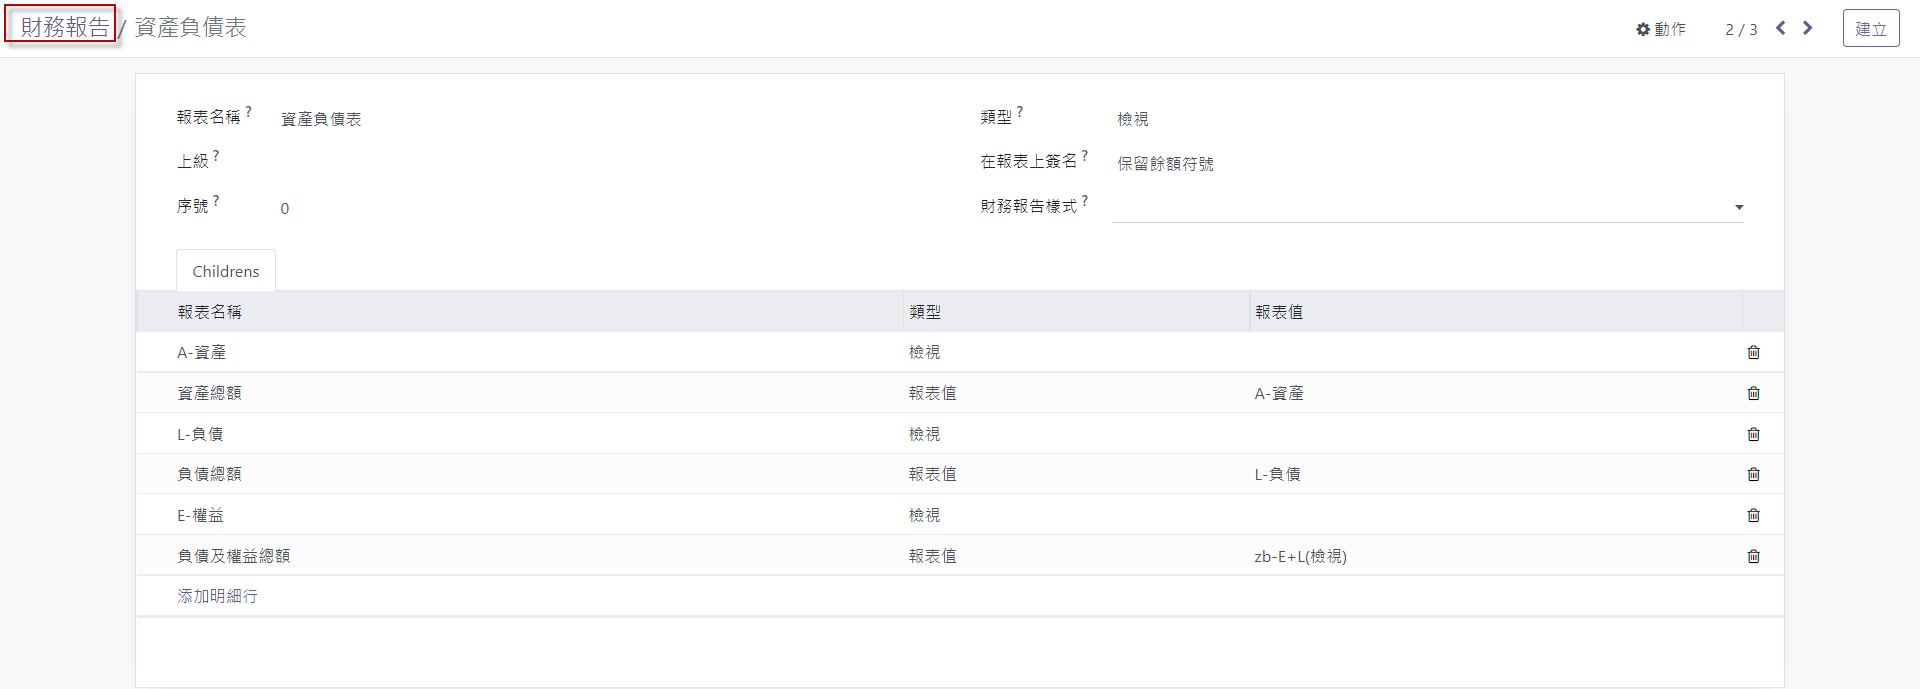 財務報告 / 資產負債表
動作 2 / 3 建立
報表名稱 ? 資產負債表 類型 ? 檢視
上級 ? 在報表上簽名 ? 保留餘額符號
序號 ? 0 財務報告樣式 ?
Childrens
報表名稱 類型 報表值
A-資產 檢視
資產總額 報表值 A-資產
L-負債 檢視
負債總額 報表值 L-負債
E-權益 檢視
負債及權益總額 報表值 zb-E+L(檢視)
添加明細行